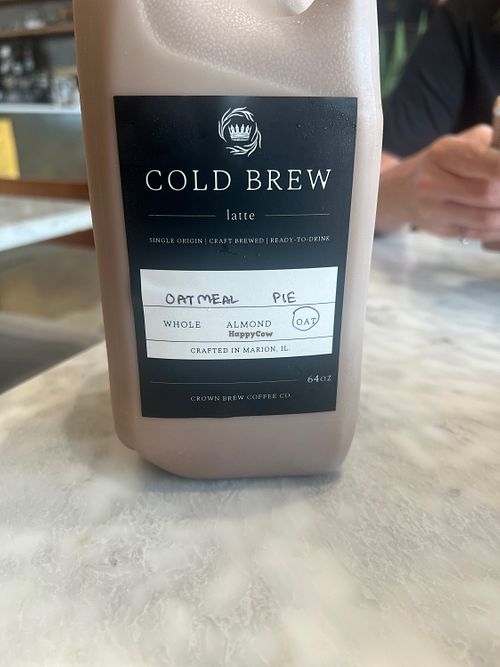 COLD BREW
latte
SINGLE ORIGIN | CRAFT BREWED | READY-TO-DRINK
OATMEAL PIE
WHOLE ALMOND OAT
HappyCow
CRAFTED IN MARION, IL
64oz
CROWN BREW COFFEE CO.